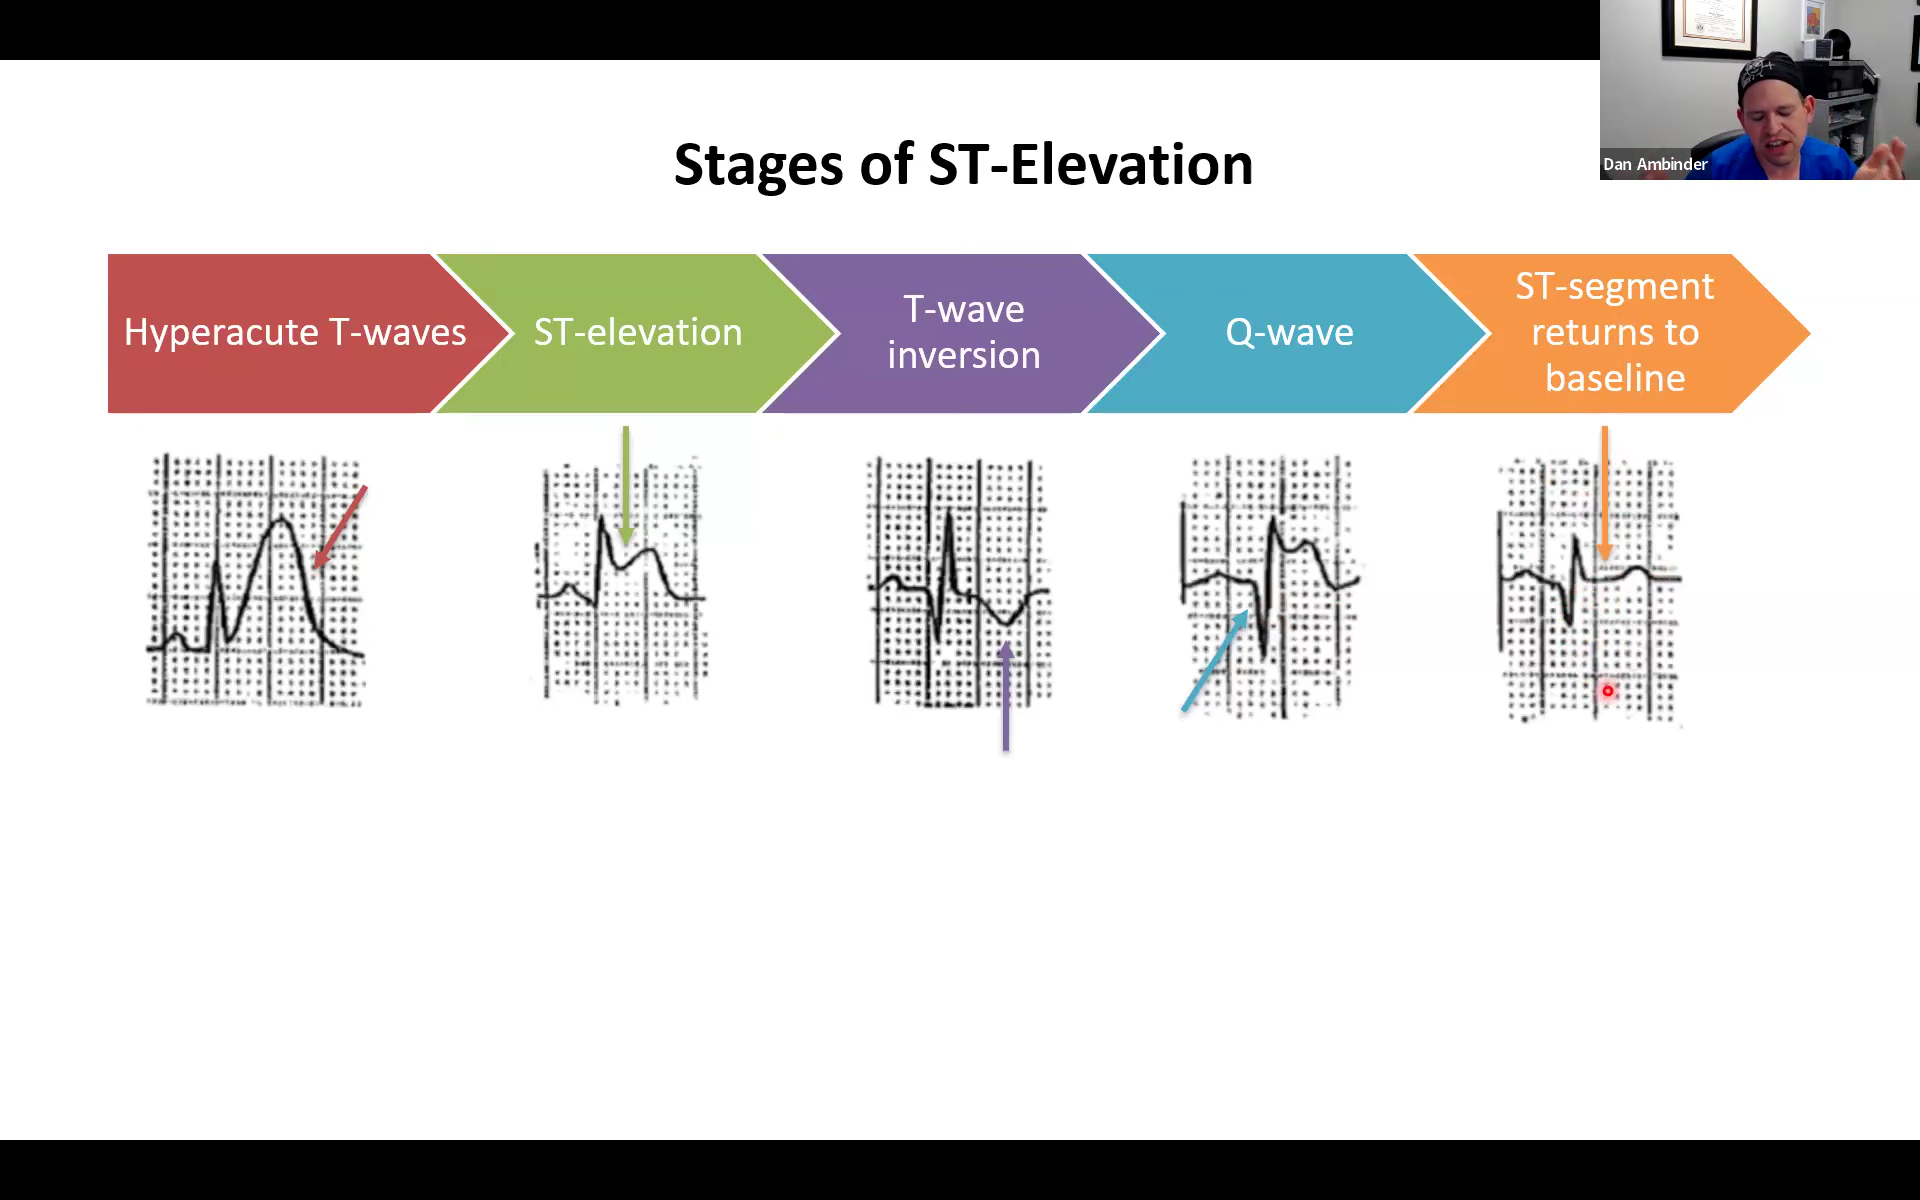 Dan Ambinder
Stages of ST-Elevation
Hyperacute T-waves
ST-elevation
T-wave
inversion
Q-wave
ST-segment
returns to
baseline